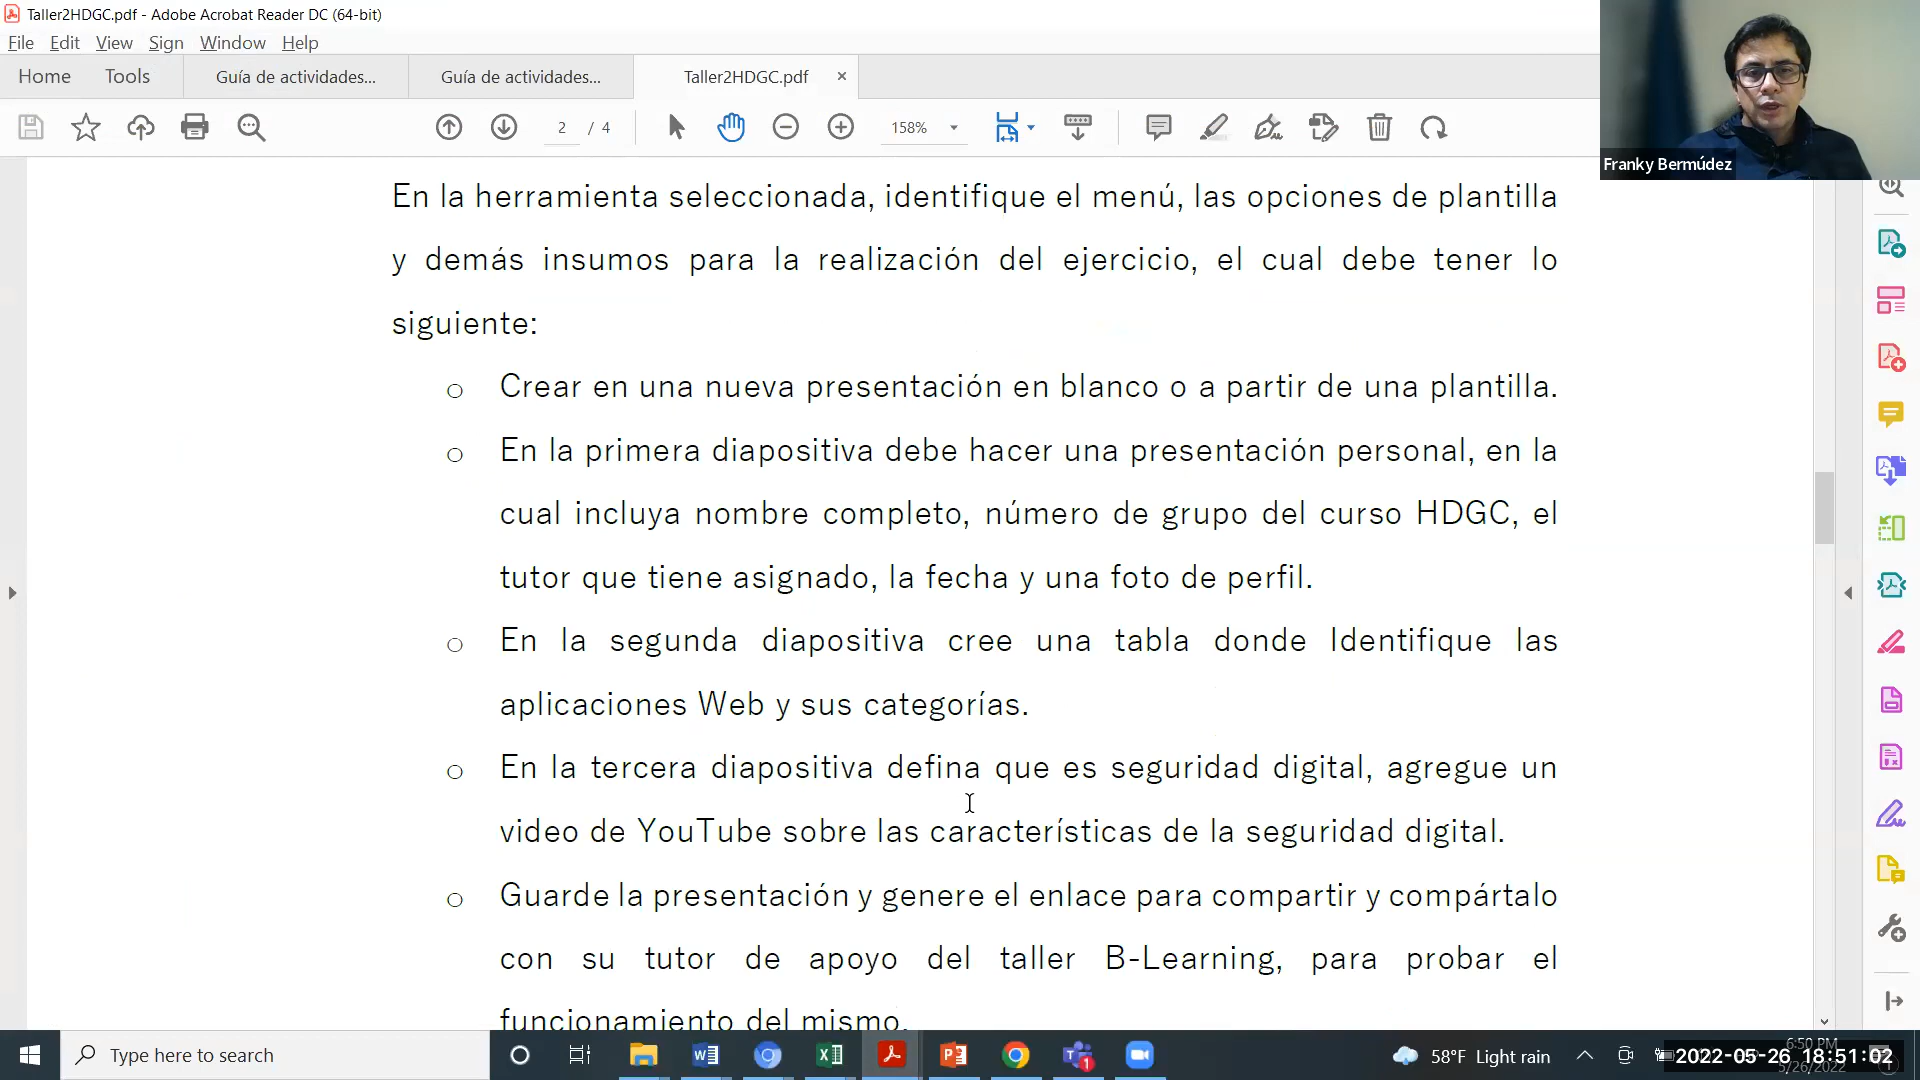 Taller2HDGC.pdf - Adobe Acrobat Reader DC (64-bit)
File Edit View Sign Window Help
Home Tools Guía de actividades... Guía de actividades... Taller2HDGC.pdf ×
2 / 4 158%
Franky Bermúdez
En la herramienta seleccionada, identifique el menú, las opciones de plantilla
y demás insumos para la realización del ejercicio, el cual debe tener lo
siguiente:
o Crear en una nueva presentación en blanco o a partir de una plantilla.
o En la primera diapositiva debe hacer una presentación personal, en la
cual incluya nombre completo, número de grupo del curso HDGC, el
tutor que tiene asignado, la fecha y una foto de perfil.
o En la segunda diapositiva cree una tabla donde Identifique las
aplicaciones Web y sus categorías.
o En la tercera diapositiva defina que es seguridad digital, agregue un
video de YouTube sobre las características de la seguridad digital.
o Guarde la presentación y genere el enlace para compartir y compártalo
con su tutor de apoyo del taller B-Learning, para probar el
funcionamiento del mismo.
Type here to search
58°F Light rain
6:50 PM
2022-05-26 18:51:02
5/26/2022